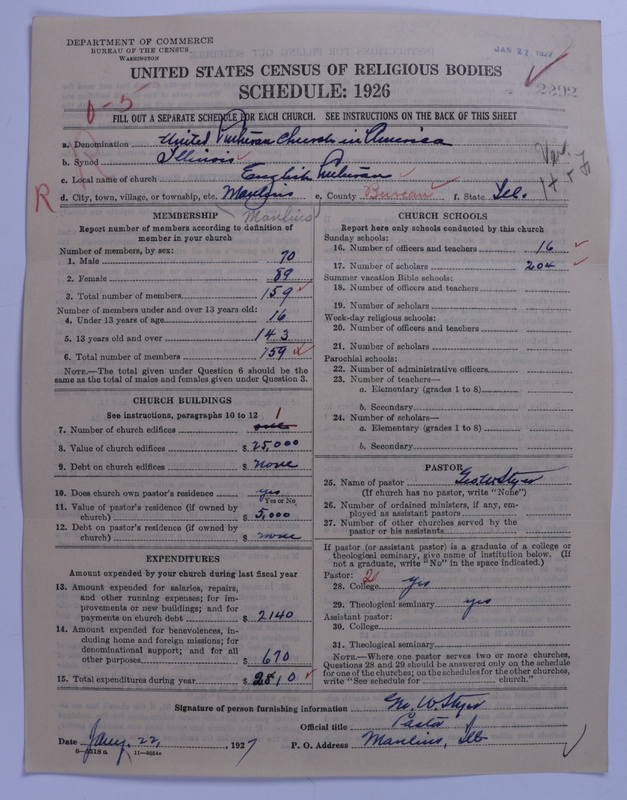 DEPARTMENT OF COMMERCE
BUREAU OF THE CENSUS
WASHINGTON
JAN 27 1927
UNITED STATES CENSUS OF RELIGIOUS BODIES
SCHEDULE: 1926
2292
FILL OUT A SEPARATE SCHEDULE FOR EACH CHURCH. SEE INSTRUCTIONS ON THE BACK OF THIS SHEET
a. Denomination United Lutheran Church in America
b. Synod Illinois
c. Local name of church English Lutheran
d. City, town, village, or township, etc. Manlius e. County Bureau f. State Ill.
R
(Manlius)
MEMBERSHIP
Report number of members according to definition of
member in your church
Number of members, by sex:
1. Male 70
2. Female 89
3. Total number of members 159
Number of members under and over 13 years old:
4. Under 13 years of age 16
5. 13 years old and over 143
6. Total number of members 159
NOTE.—The total given under Question 6 should be the
same as the total of males and females given under Question 3.
CHURCH BUILDINGS
See instructions, paragraphs 10 to 12
7. Number of church edifices one 1
8. Value of church edifices $ 25,000
9. Debt on church edifices $ none
10. Does church own pastor's residence yes
Yes or No
11. Value of pastor's residence (if owned by
church) $ 5,000
12. Debt on pastor's residence (if owned by
church) $ none
EXPENDITURES
Amount expended by your church during last fiscal year
13. Amount expended for salaries, repairs,
and other running expenses; for im-
provements or new buildings; and for
payments on church debt $ 2140
14. Amount expended for benevolences, in-
cluding home and foreign missions; for
denominational support; and for all
other purposes $ 670
15. Total expenditures during year $ 2810
CHURCH SCHOOLS
Report here only schools conducted by this church
Sunday schools:
16. Number of officers and teachers 16
17. Number of scholars 204
Summer vacation Bible schools:
18. Number of officers and teachers
19. Number of scholars
Week-day religious schools:
20. Number of officers and teachers
21. Number of scholars
Parochial schools:
22. Number of administrative officers
23. Number of teachers—
a. Elementary (grades 1 to 8)
b. Secondary
24. Number of scholars—
a. Elementary (grades 1 to 8)
b. Secondary
PASTOR
25. Name of pastor Geo. W Styer
(If church has no pastor, write "None")
26. Number of ordained ministers, if any, em-
ployed as assistant pastors
27. Number of other churches served by the
pastor or his assistants
If pastor (or assistant pastor) is a graduate of a college or
theological seminary, give name of institution below. (If
not a graduate, write "No" in the space indicated.)
Pastor: 2
28. College yes
29. Theological seminary yes
Assistant pastor:
30. College
31. Theological seminary
NOTE.—Where one pastor serves two or more churches,
Questions 28 and 29 should be answered only on the schedule
for one of the churches; on the schedules for the other churches,
write "See schedule for church."
Signature of person furnishing information Geo. W Styer
Official title Pastor
Date Jany. 22, 1927 P. O. Address Manlius, Ill
8-5518a 11-9054